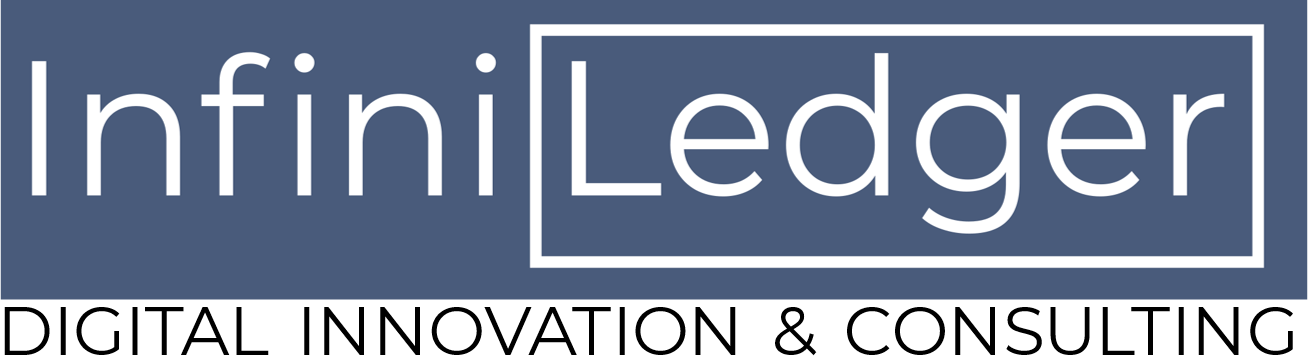 InfiniLedger
DIGITAL INNOVATION & CONSULTING